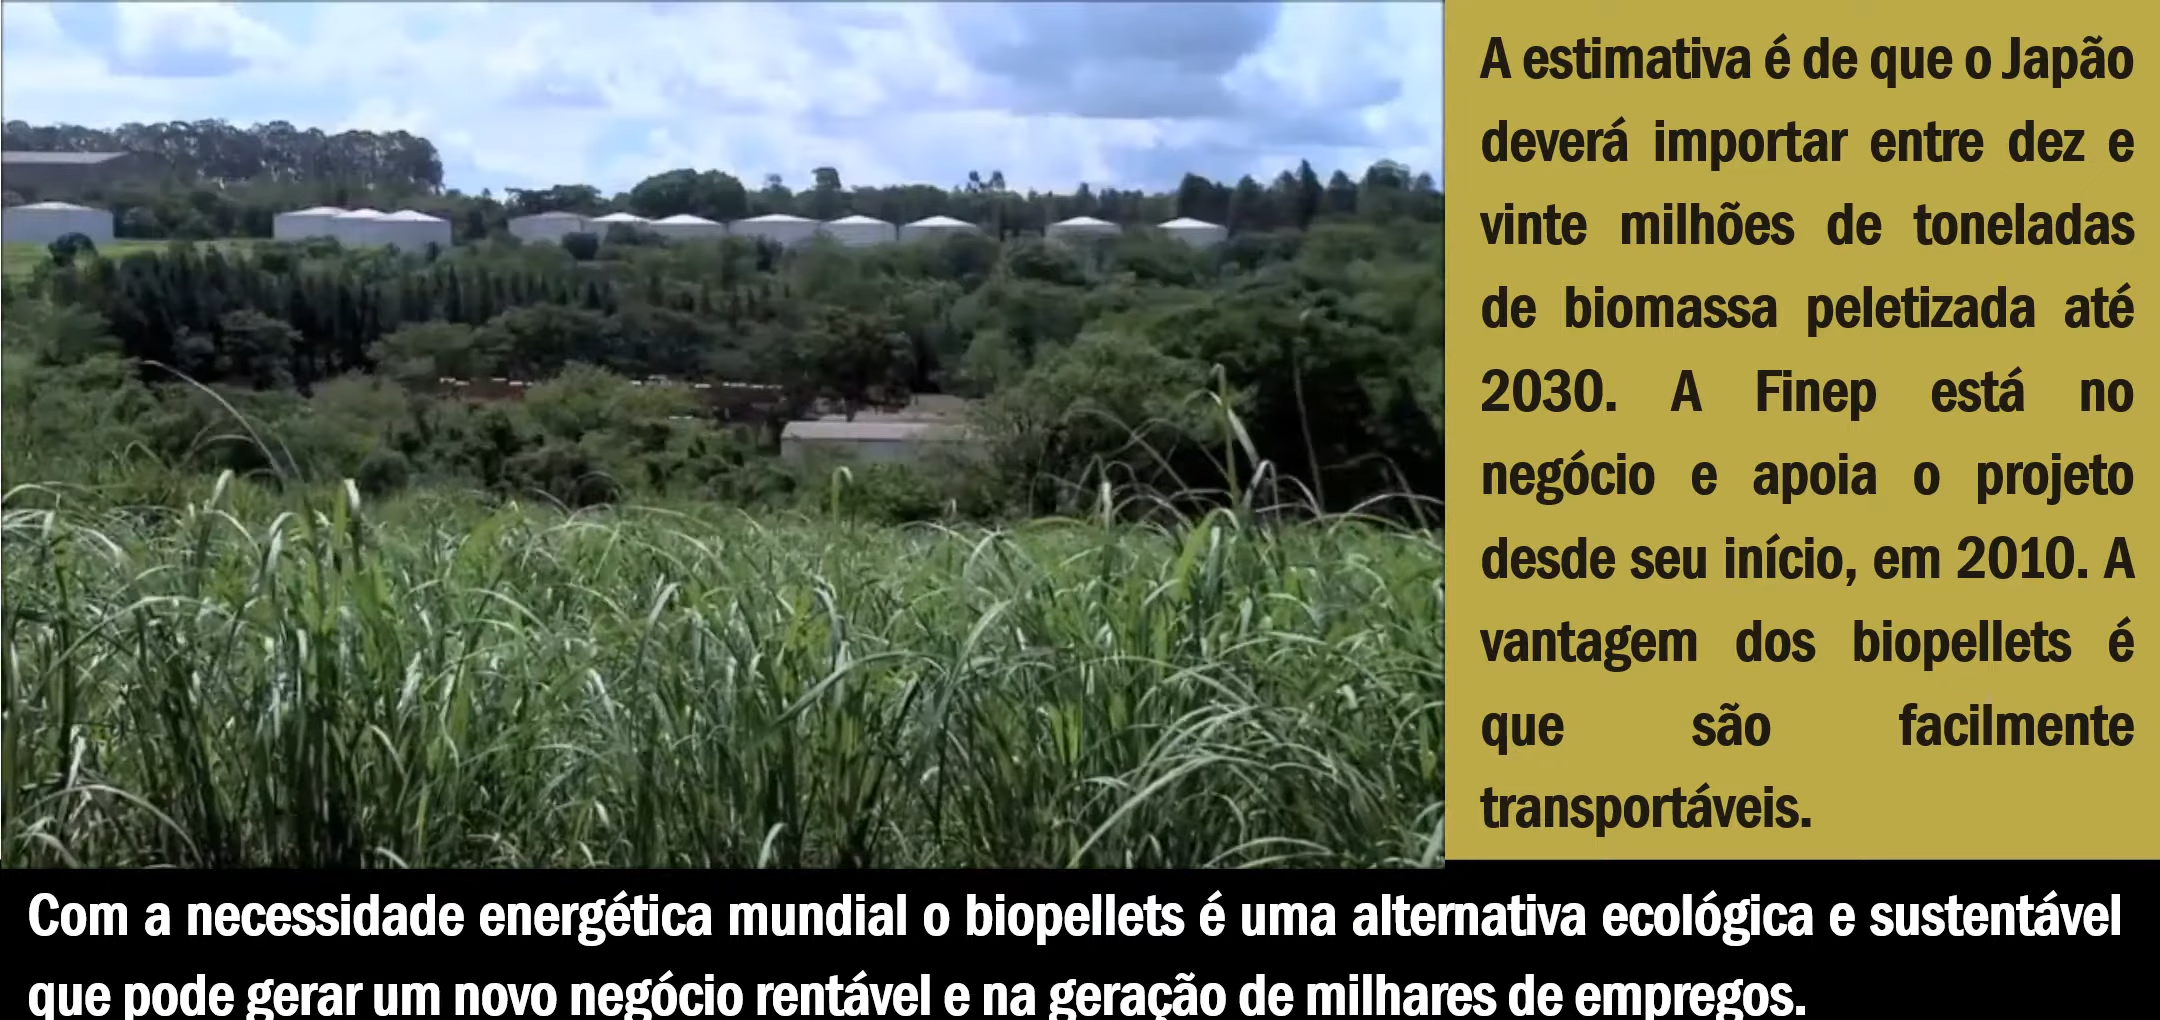 A estimativa é de que o Japão
deverá importar entre dez e
vinte milhões de toneladas
de biomassa peletizada até
2030. A Finep está no
negócio e apoia o projeto
desde seu início, em 2010. A
vantagem dos biopellets é
que são facilmente
transportáveis.
Com a necessidade energética mundial o biopellets é uma alternativa ecológica e sustentável
que pode gerar um novo negócio rentável e na geração de milhares de empregos.